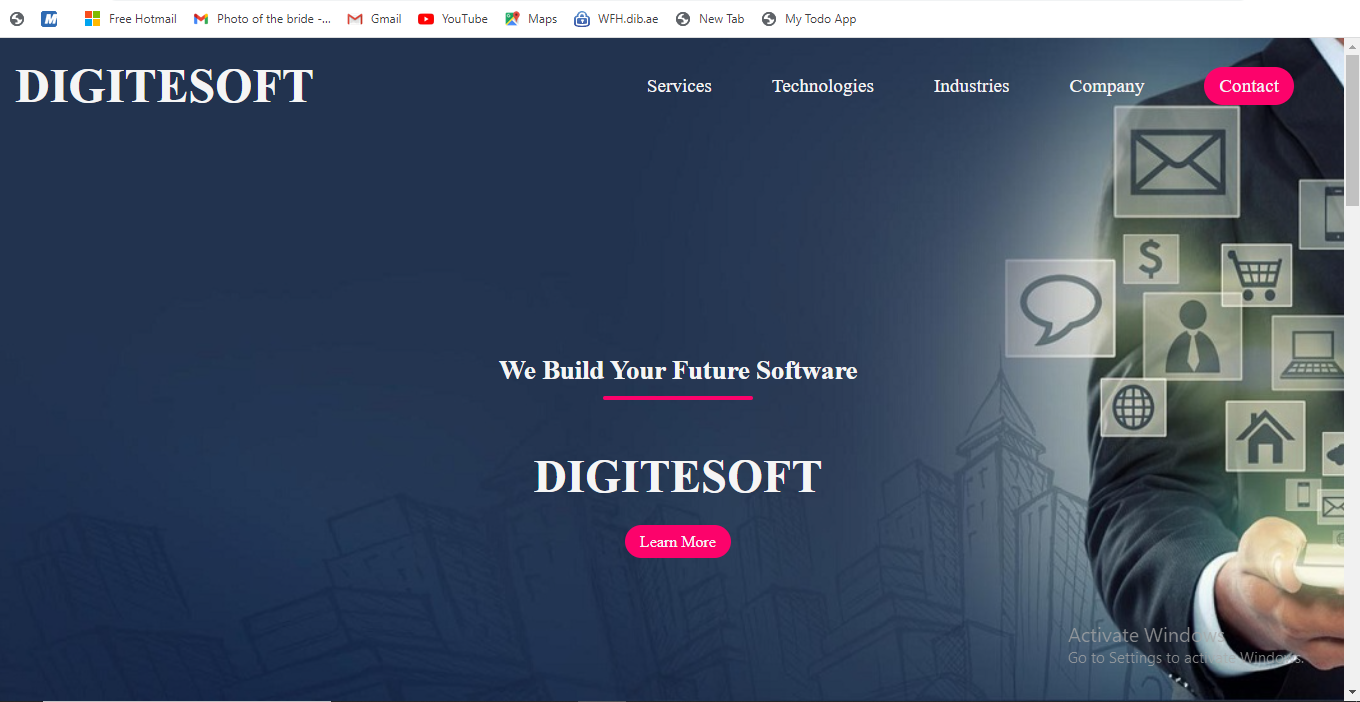 M Free Hotmail Photo of the bride -... Gmail YouTube Maps WFH.dib.ae New Tab My Todo App
DIGITESOFT Services Technologies Industries Company Contact
$
We Build Your Future Software
DIGITESOFT
Learn More
Activate Windows
Go to Settings to activate Windows.